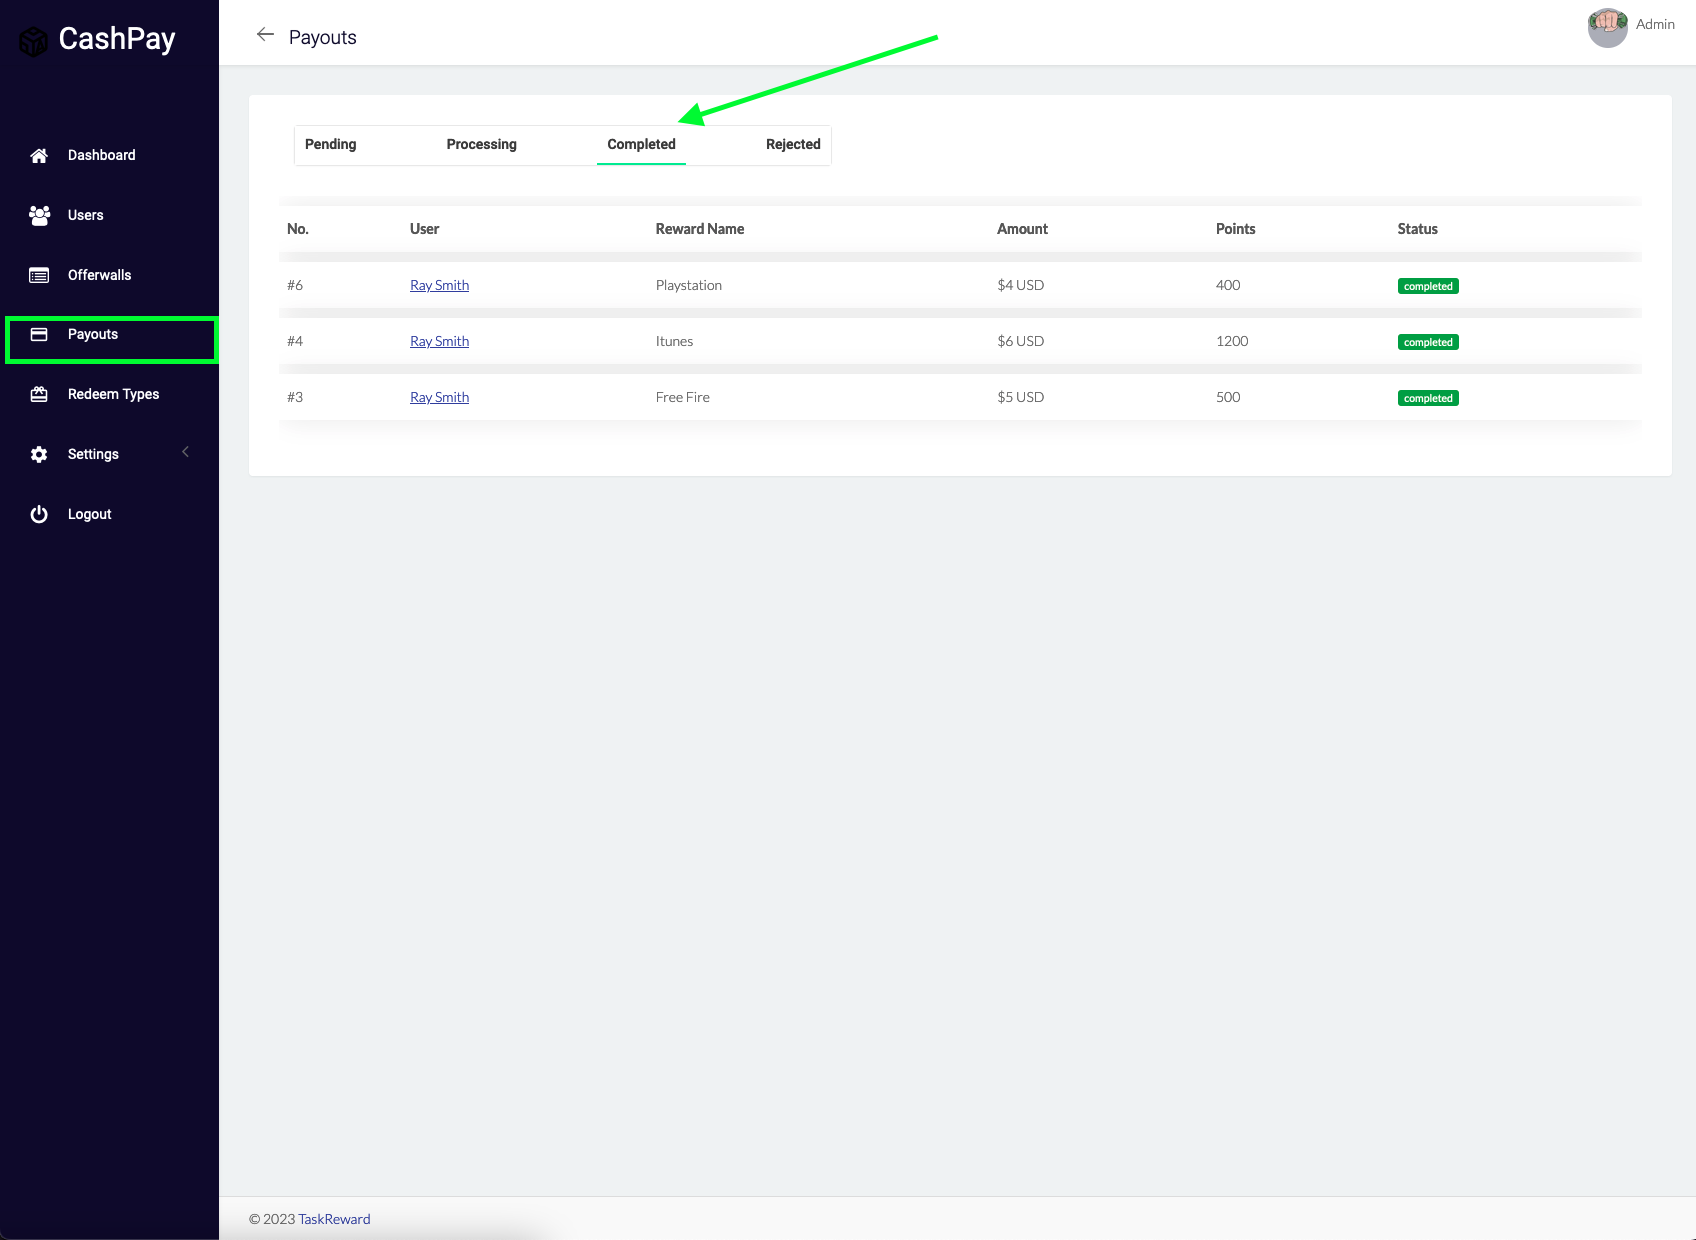 CashPay
Payouts
Admin
Dashboard
Users
Offerwalls
Payouts
Redeem Types
Settings
Logout
Pending Processing Completed Rejected
No. User Reward Name Amount Points Status
#6 Ray Smith Playstation $4 USD 400 completed
#4 Ray Smith Itunes $6 USD 1200 completed
#3 Ray Smith Free Fire $5 USD 500 completed
© 2023 TaskReward